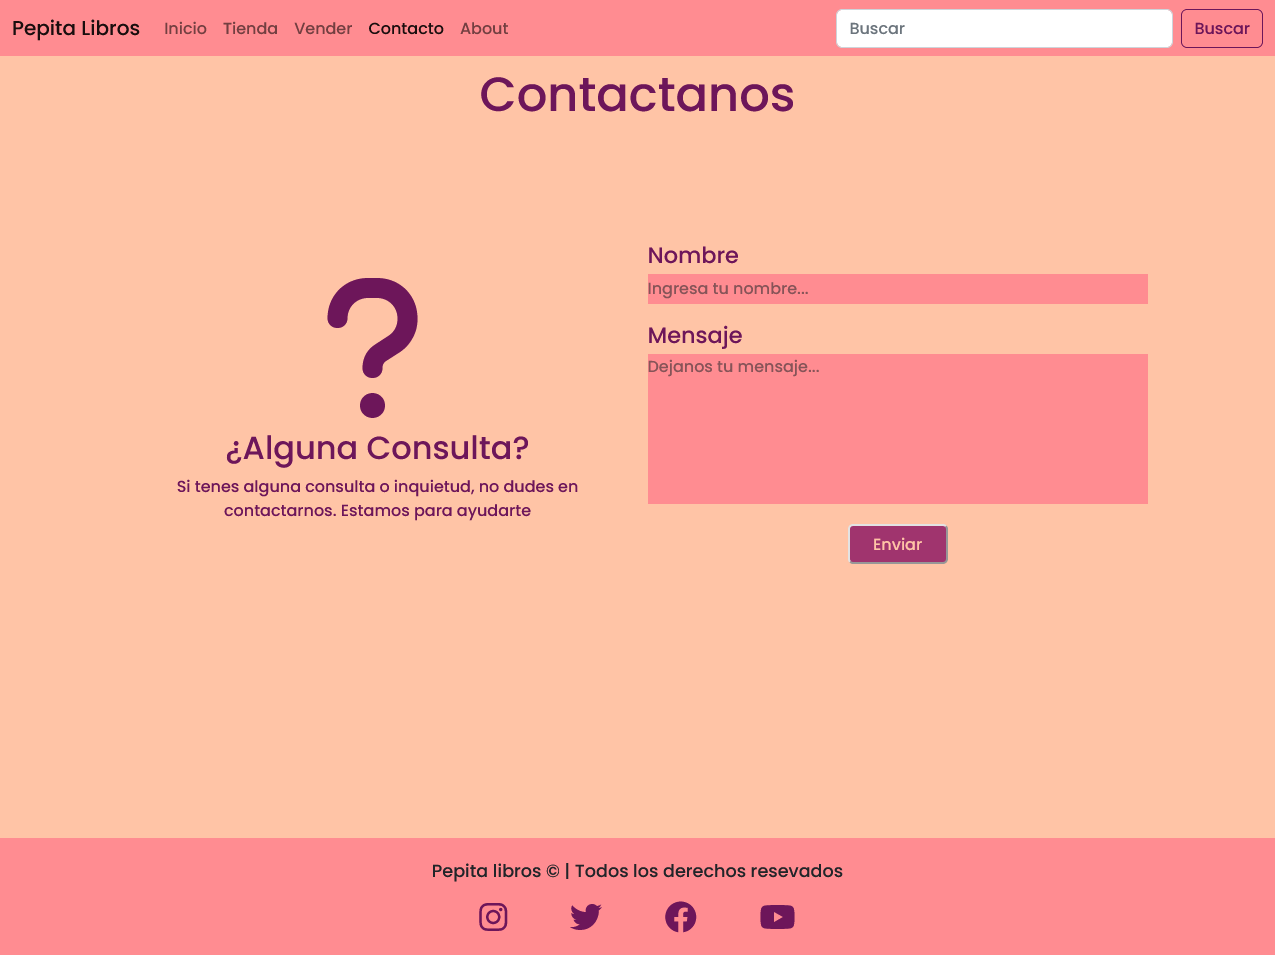 Pepita Libros Inicio Tienda Vender Contacto About Buscar Buscar
Contactanos
Nombre
Ingresa tu nombre...
Mensaje
Dejanos tu mensaje...
?
¿Alguna Consulta?
Si tenes alguna consulta o inquietud, no dudes en
contactarnos. Estamos para ayudarte
Enviar
Pepita libros © | Todos los derechos resevados